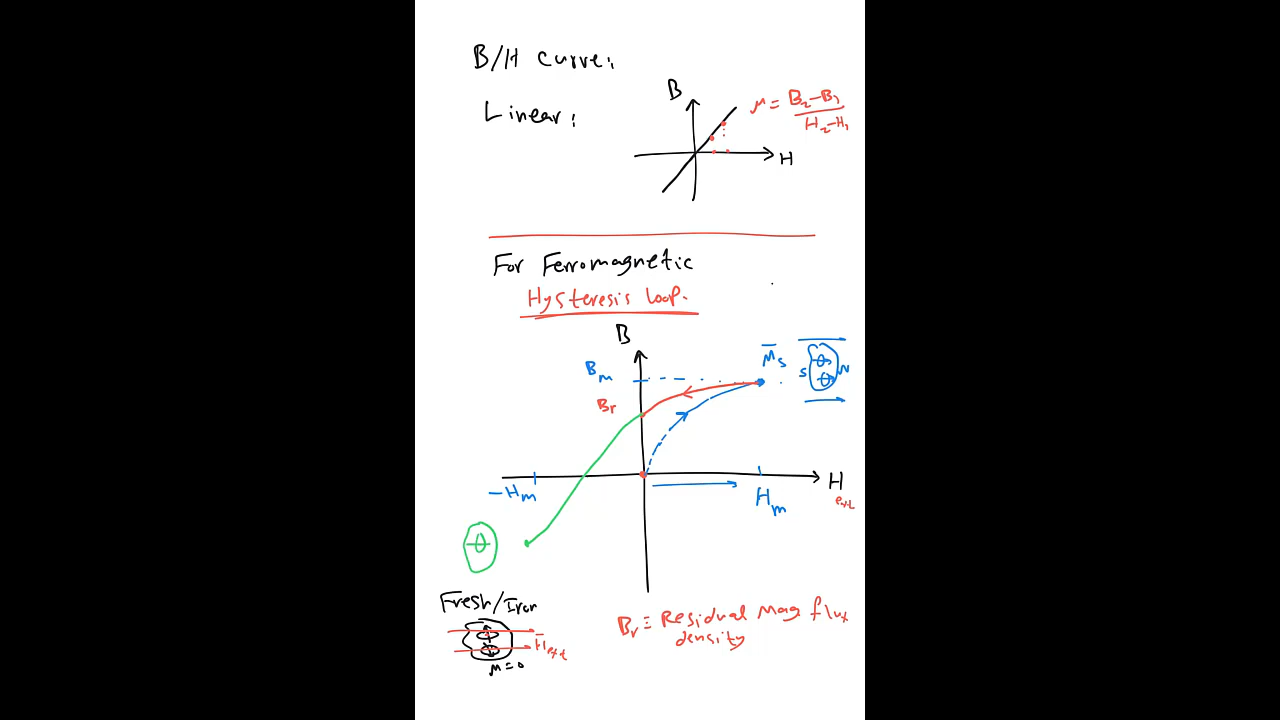 B/H curve:
Linear:
B
μ = B₂-B₁
H₂-H₁
H
For Ferromagnetic
Hysteresis loop.
B
M̄s
Bm
S N
Br
-Hm
Hm
H ext
Fresh/Iron
H̄ext
M=0
Br ≡ Residual Mag flux
density